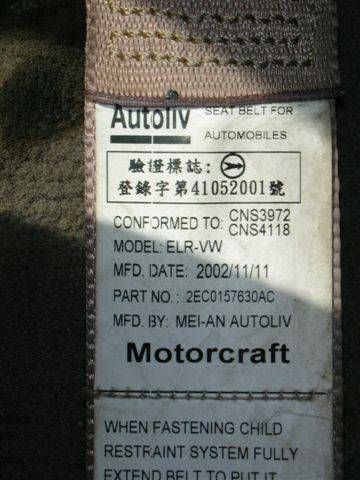 Autoliv SEAT BELT FOR
AUTOMOBILES
驗證標誌:
登錄字第41052001號
CONFORMED TO: CNS3972
CNS4118
MODEL: ELR-VW
MFD. DATE: 2002/11/11
PART NO.: 2EC0157630AC
MFD. BY: MEI-AN AUTOLIV
Motorcraft
WHEN FASTENING CHILD
RESTRAINT SYSTEM FULLY
EXTEND BELT TO PUT IT